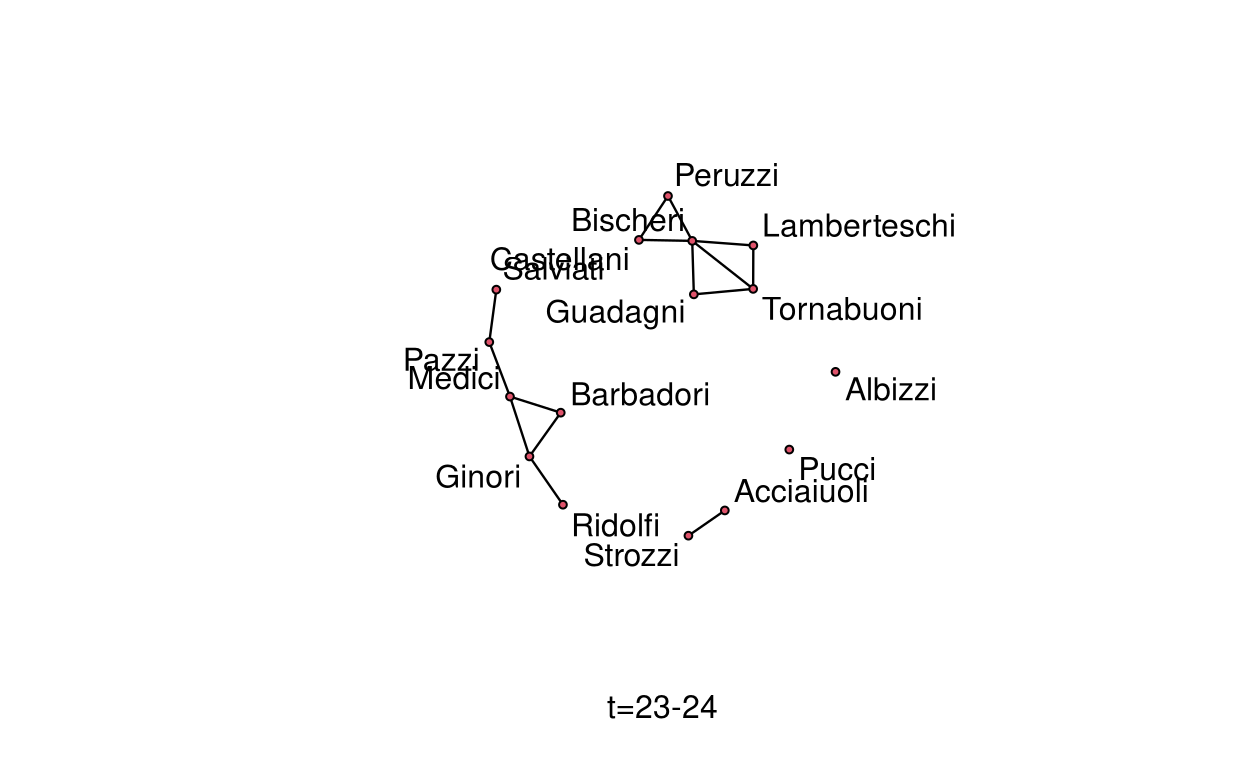 Peruzzi
Bischeri
Lamberteschi
Castellani
Salviati
Guadagni
Tornabuoni
Pazzi
Medici
Barbadori
Albizzi
Ginori
Pucci
Acciaiuoli
Ridolfi
Strozzi
t=23-24